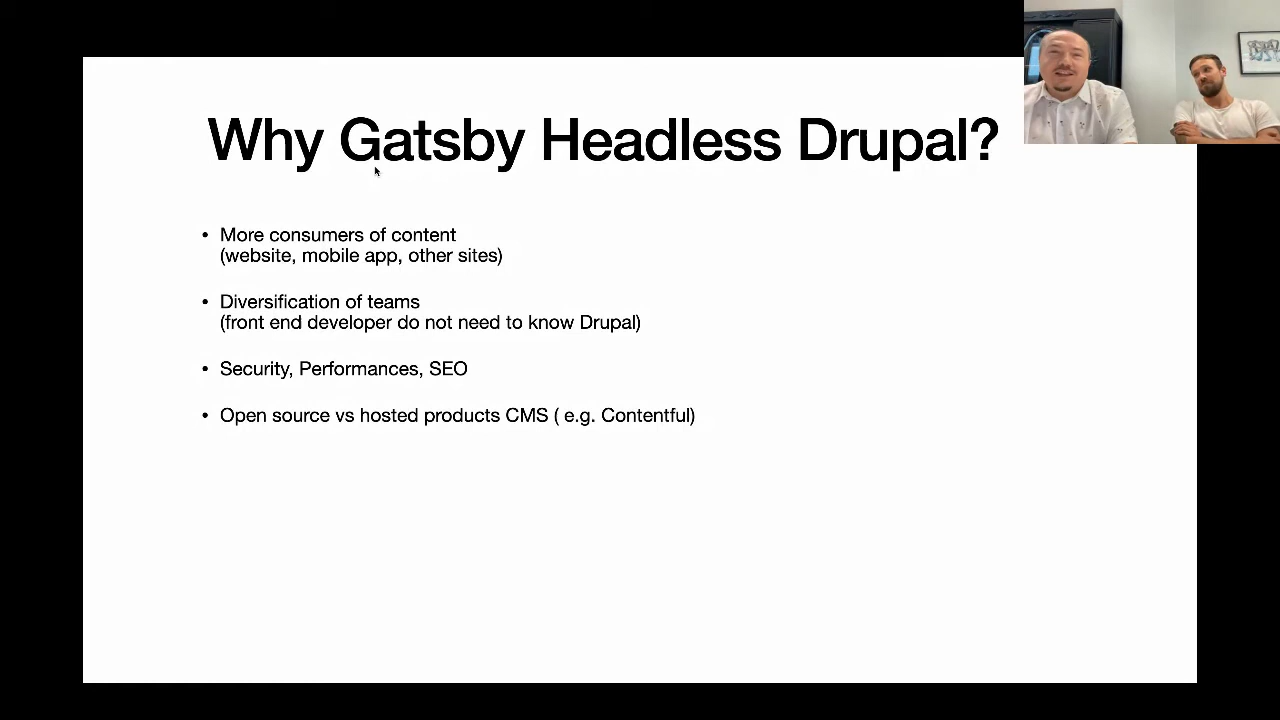 Why Gatsby Headless Drupal?
• More consumers of content
(website, mobile app, other sites)
• Diversification of teams
(front end developer do not need to know Drupal)
• Security, Performances, SEO
• Open source vs hosted products CMS ( e.g. Contentful)